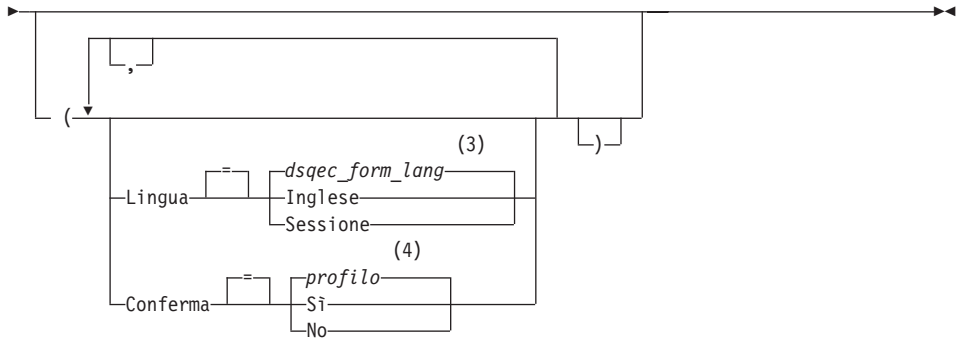 ,
( )
(3)
= dsqec_form_lang
Lingua Inglese
Sessione
(4)
= profilo
Conferma Sì
No